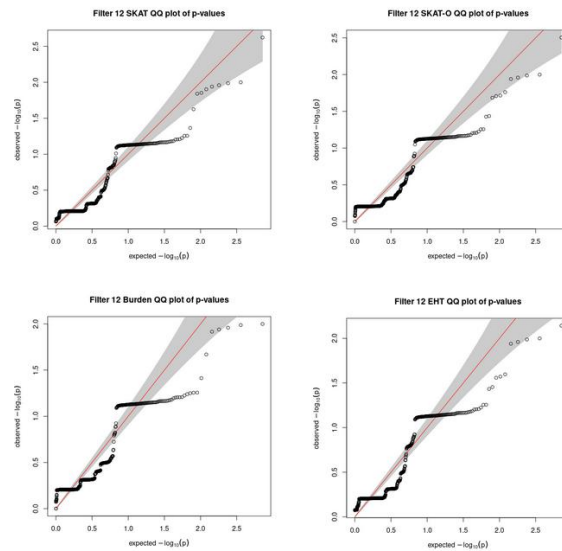 Filter 12 SKAT QQ plot of p-values
observed −log10(p)
0.0 0.5 1.0 1.5 2.0 2.5
0.0 0.5 1.0 1.5 2.0 2.5
expected −log10(p)
Filter 12 SKAT-O QQ plot of p-values
observed −log10(p)
0.0 0.5 1.0 1.5 2.0 2.5
0.0 0.5 1.0 1.5 2.0 2.5
expected −log10(p)
Filter 12 Burden QQ plot of p-values
observed −log10(p)
0.0 0.5 1.0 1.5 2.0
0.0 0.5 1.0 1.5 2.0 2.5
expected −log10(p)
Filter 12 EHT QQ plot of p-values
observed −log10(p)
0.0 0.5 1.0 1.5 2.0
0.0 0.5 1.0 1.5 2.0 2.5
expected −log10(p)